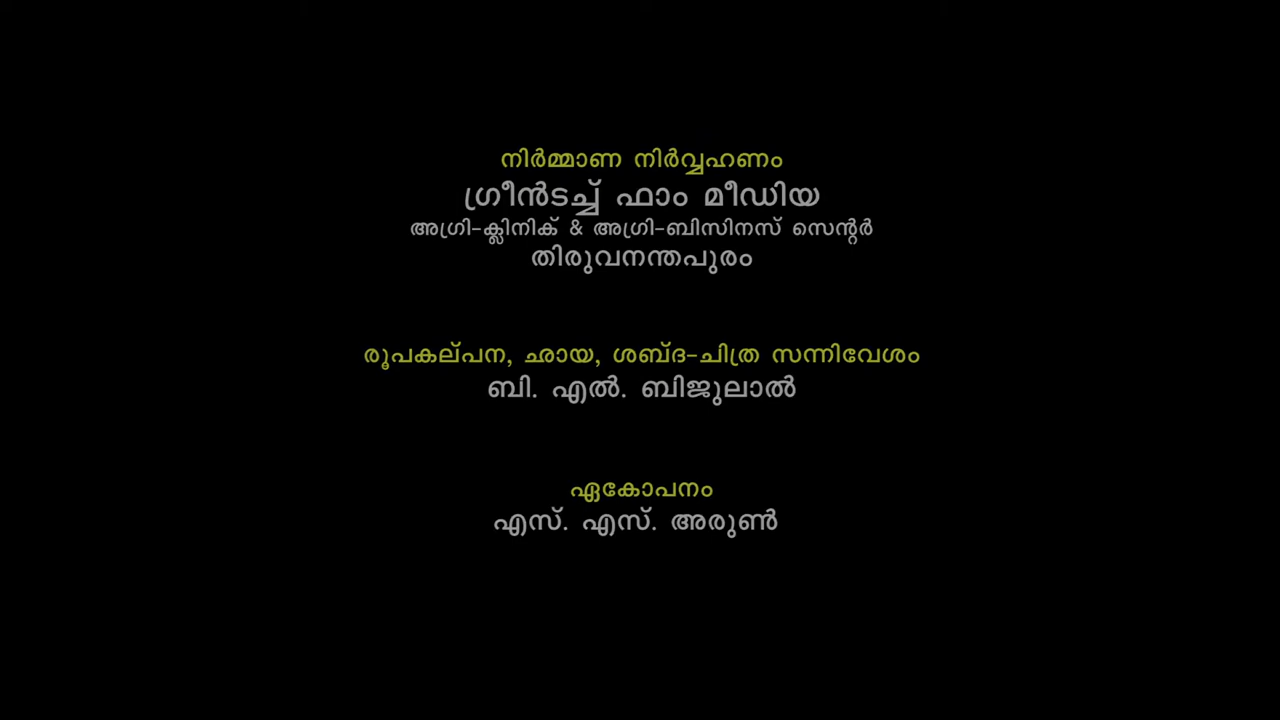 നിർമ്മാണ നിർവ്വഹണം
ഗ്രീൻടച്ച് ഫാം മീഡിയ
അഗ്രി-ക്ലിനിക് & അഗ്രി-ബിസിനസ് സെന്റർ
തിരുവനന്തപുരം
രൂപകല്പന, ഛായ, ശബ്ദ-ചിത്ര സന്നിവേശം
ബി. എൽ. ബിജുലാൽ
ഏകോപനം
എസ്. എസ്. അരുൺ